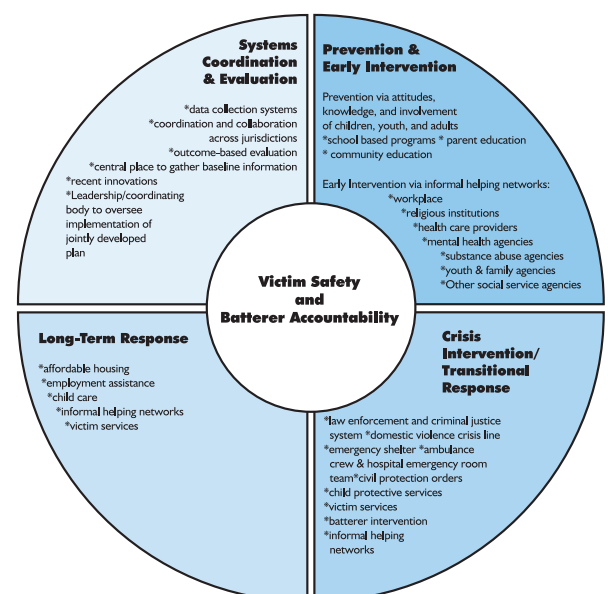 Systems
Coordination
& Evaluation
*data collection systems
*coordination and collaboration
across jurisdictions
*outcome-based evaluation
*central place to gather baseline information
*recent innovations
*Leadership/coordinating
body to oversee
implementation of
jointly developed
plan
Prevention &
Early Intervention
Prevention via attitudes,
knowledge, and involvement
of children, youth, and adults
*school based programs * parent education
* community education
Early Intervention via informal helping networks:
*workplace
*religious institutions
*health care providers
*mental health agencies
*substance abuse agencies
*youth & family agencies
*Other social service agencies
Victim Safety
and
Batterer Accountability
Long-Term Response
*affordable housing
*employment assistance
*child care
*informal helping networks
*victim services
Crisis
Intervention/
Transitional
Response
*law enforcement and criminal justice
system *domestic violence crisis line
*emergency shelter *ambulance
crew & hospital emergency room
team*civil protection orders
*child protective services
*victim services
*batterer intervention
*informal helping
networks